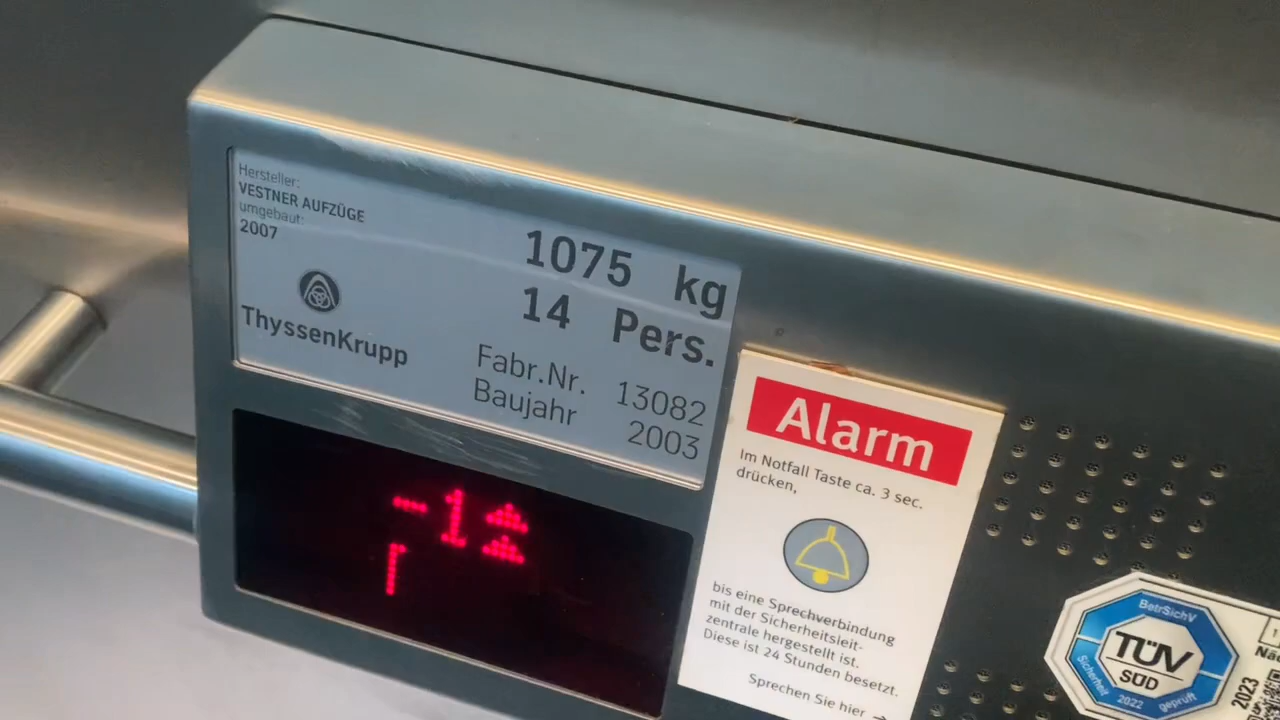 Hersteller:
VESTNER AUFZÜGE
umgebaut:
2007
ThyssenKrupp
1075 kg
14 Pers.
Fabr.Nr. 13082
Baujahr 2003
-1
Alarm
Im Notfall Taste ca. 3 sec.
drücken,
bis eine Sprechverbindung
mit der Sicherheitsleit-
zentrale hergestellt ist.
Diese ist 24 Stunden besetzt.
Sprechen Sie hier →
BetrSichV
TÜV
SÜD
Sicherheit 2022 geprüft
2023